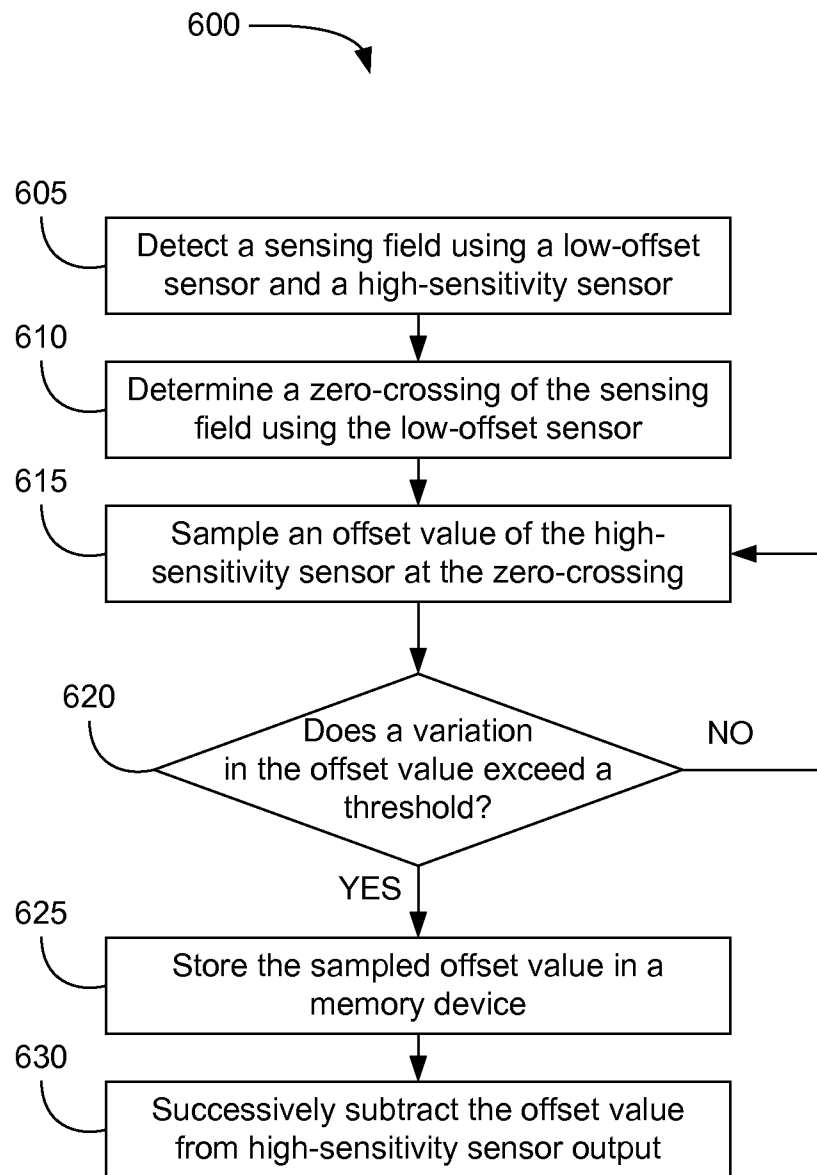 600
605
Detect a sensing field using a low-offset
sensor and a high-sensitivity sensor
610
Determine a zero-crossing of the sensing
field using the low-offset sensor
615
Sample an offset value of the high-
sensitivity sensor at the zero-crossing
620
Does a variation
in the offset value exceed a
threshold?
NO
YES
625
Store the sampled offset value in a
memory device
630
Successively subtract the offset value
from high-sensitivity sensor output